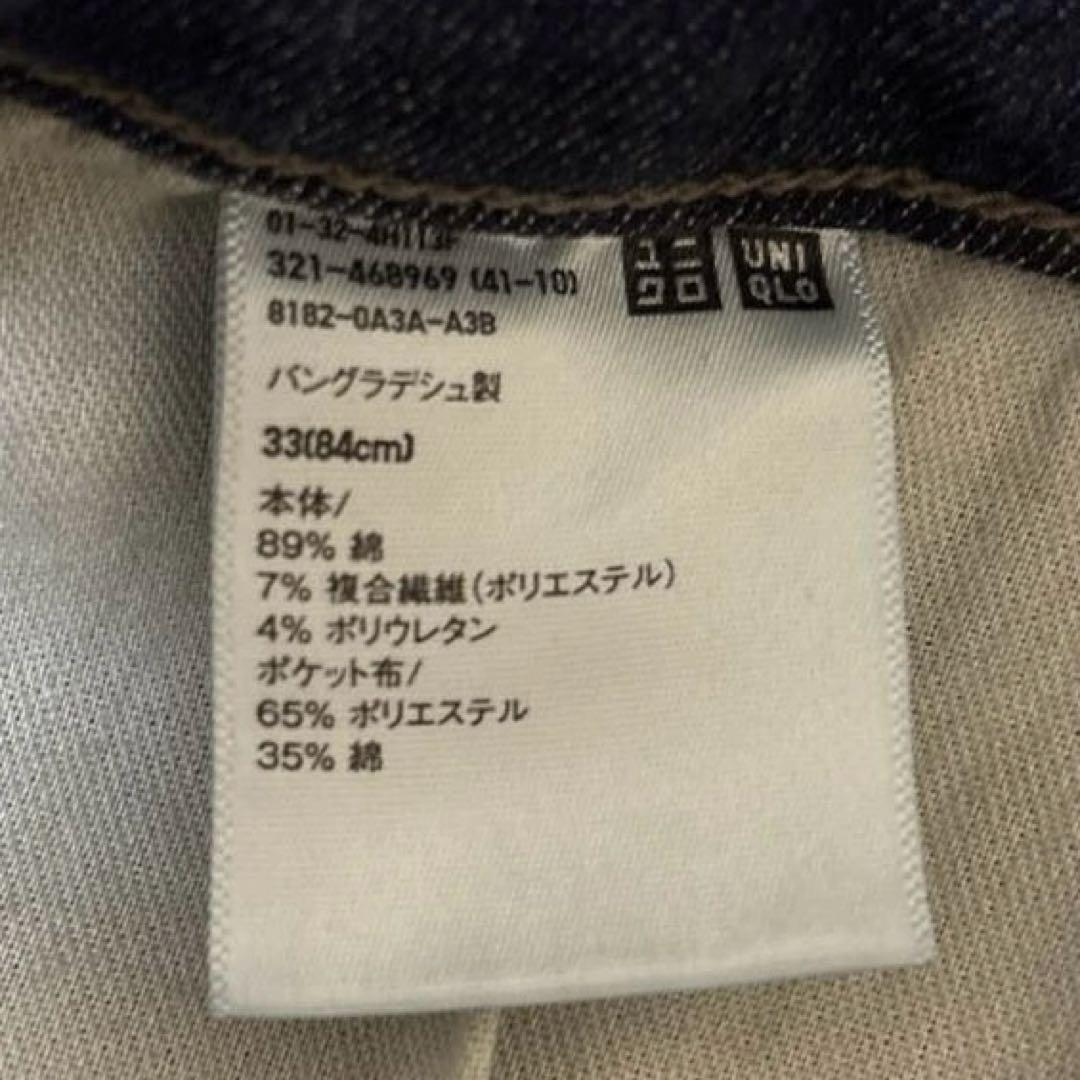 01-32-4H113F
ユニ
クロ
UNI
QLO
321-468969 (41-10)
8182-0A3A-A3B
バングラデシュ製
33(84cm)
本体/
89% 綿
7% 複合繊維(ポリエステル)
4% ポリウレタン
ポケット布/
65% ポリエステル
35% 綿